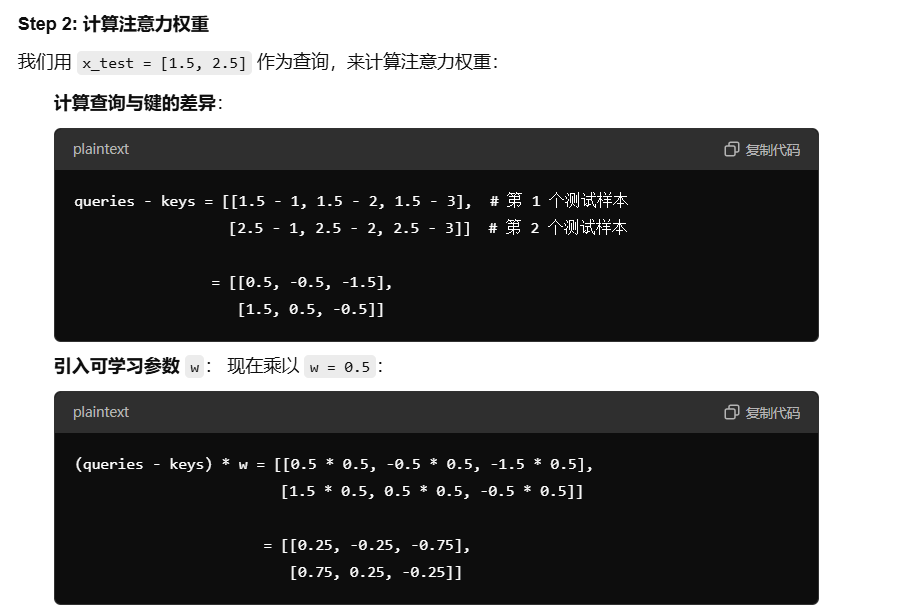 Step 2: 计算注意力权重
我们用 x_test = [1.5, 2.5] 作为查询，来计算注意力权重：
计算查询与键的差异：
plaintext 复制代码
queries - keys = [[1.5 - 1, 1.5 - 2, 1.5 - 3],  # 第 1 个测试样本
[2.5 - 1, 2.5 - 2, 2.5 - 3]]  # 第 2 个测试样本
= [[0.5, -0.5, -1.5],
[1.5, 0.5, -0.5]]
引入可学习参数 w： 现在乘以 w = 0.5：
plaintext 复制代码
(queries - keys) * w = [[0.5 * 0.5, -0.5 * 0.5, -1.5 * 0.5],
[1.5 * 0.5, 0.5 * 0.5, -0.5 * 0.5]]
= [[0.25, -0.25, -0.75],
[0.75, 0.25, -0.25]]